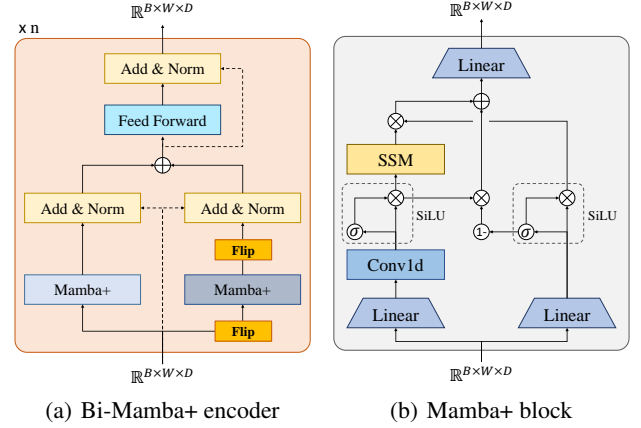 ℝ^{B×W×D}
x n
Add & Norm
Feed Forward
Add & Norm
Add & Norm
Flip
Mamba+
Mamba+
Flip
ℝ^{B×W×D}
(a) Bi-Mamba+ encoder
ℝ^{B×W×D}
Linear
SSM
SiLU
SiLU
σ
1-
σ
Conv1d
Linear
Linear
ℝ^{B×W×D}
(b) Mamba+ block